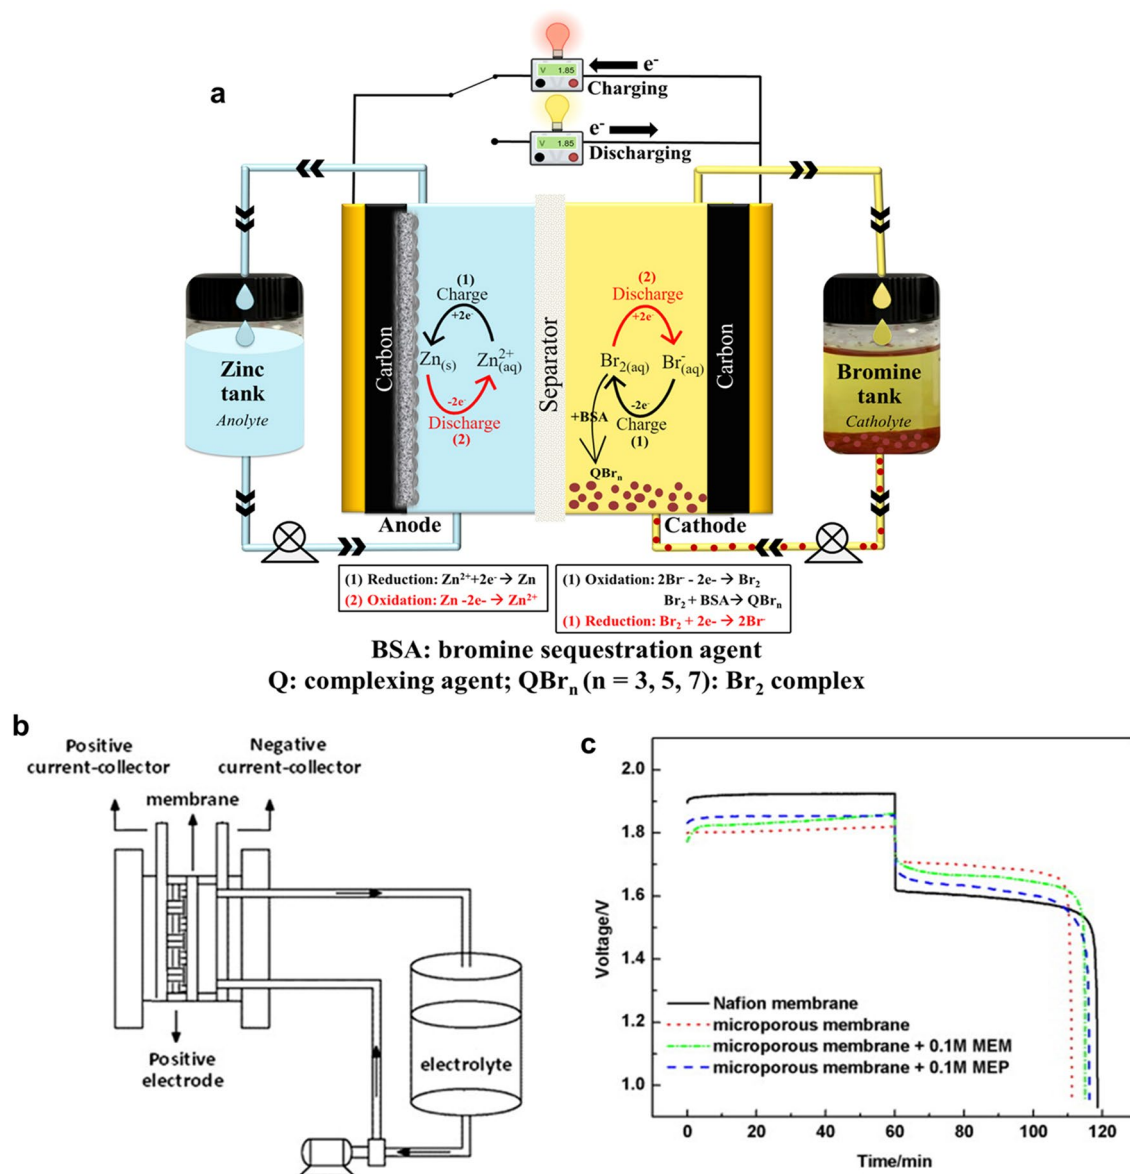 a
V 1.85
e-
Charging
V 1.85
e-
Discharging
Zinc
tank
Anolyte
Carbon
(1)
Charge
+2e-
Zn(s)
Zn2+(aq)
-2e-
Discharge
(2)
Anode
Separator
(2)
Discharge
+2e-
Br2(aq)
Br-(aq)
+BSA
-2e-
Charge
(1)
QBrn
Cathode
Carbon
Bromine
tank
Catholyte
(1) Reduction: Zn2++2e-→ Zn
(2) Oxidation: Zn -2e-→ Zn2+
(1) Oxidation: 2Br- - 2e-→ Br2
Br2 + BSA→ QBrn
(1) Reduction: Br2 + 2e-→ 2Br-
BSA: bromine sequestration agent
Q: complexing agent; QBrn (n = 3, 5, 7): Br2 complex
b
Positive
current-collector
Negative
current-collector
membrane
Positive
electrode
electrolyte
c
Voltage/V
2.0
1.8
1.6
1.4
1.2
1.0
Nafion membrane
microporous membrane
microporous membrane + 0.1M MEM
microporous membrane + 0.1M MEP
0 20 40 60 80 100 120
Time/min